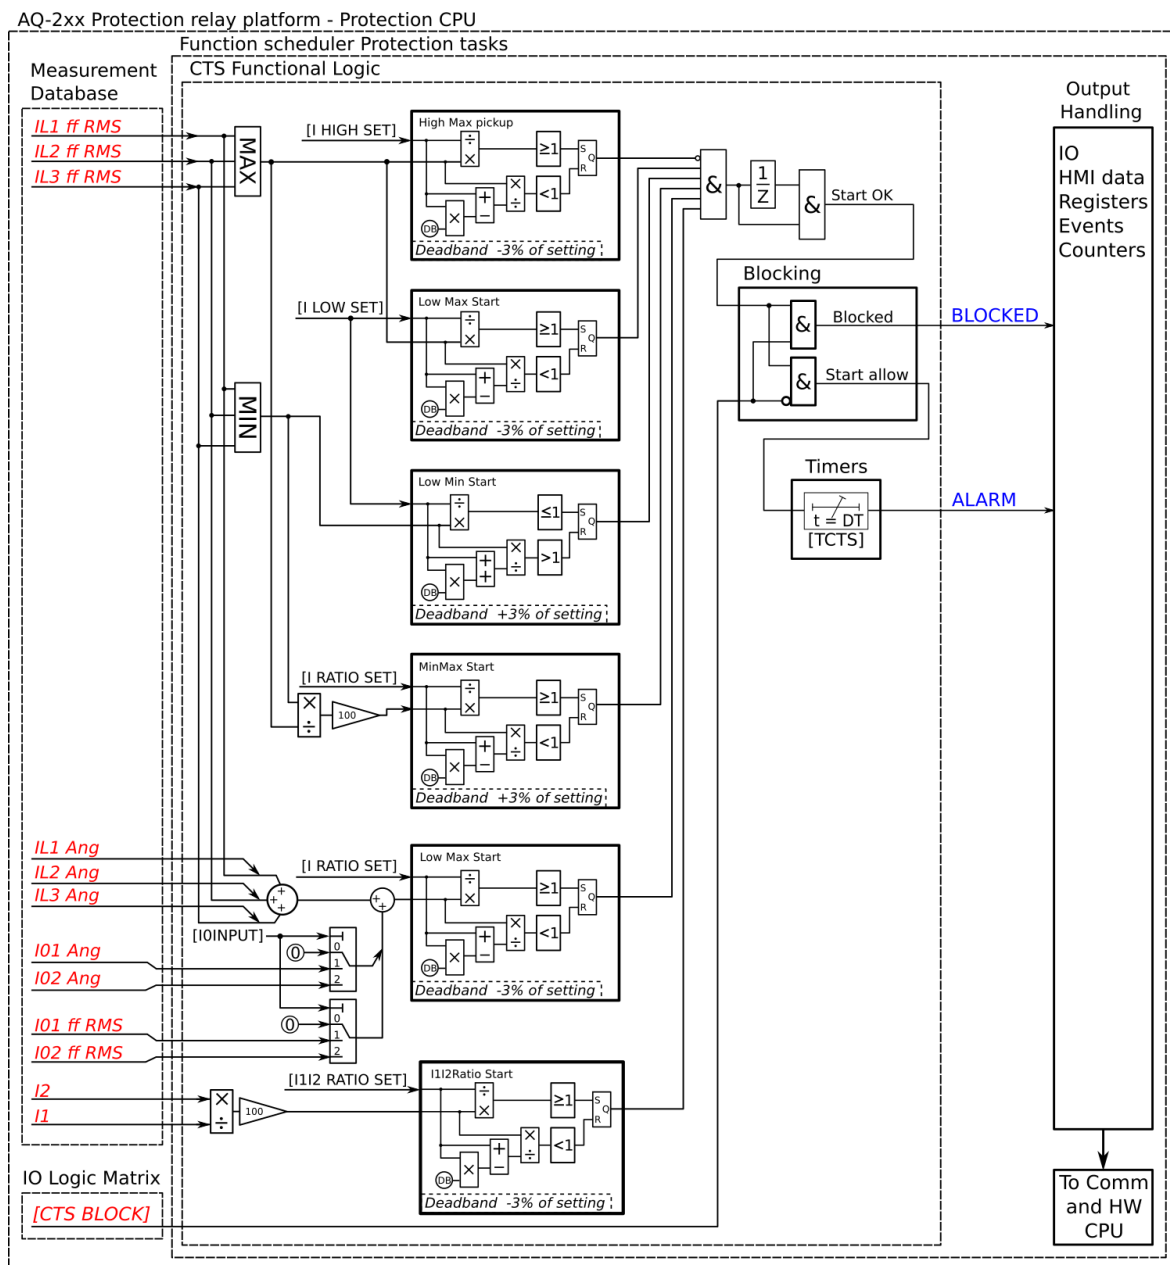 AQ-2xx Protection relay platform - Protection CPU
Function scheduler Protection tasks
CTS Functional Logic
Measurement
Database
IL1 ff RMS
IL2 ff RMS
IL3 ff RMS
MAX
MIN
[I HIGH SET]
High Max pickup
÷
×
≥1
S
Q
R
×
÷
<1
+
−
×
DB
Deadband -3% of setting
[I LOW SET]
Low Max Start
÷
×
≥1
S
Q
R
×
÷
<1
+
−
×
DB
Deadband -3% of setting
Low Min Start
÷
×
≤1
S
Q
R
×
÷
>1
+
+
×
DB
Deadband +3% of setting
[I RATIO SET]
×
÷
100
MinMax Start
÷
×
≥1
S
Q
R
×
÷
<1
+
−
×
DB
Deadband +3% of setting
IL1 Ang
IL2 Ang
IL3 Ang
+
+ +
+
+
[I RATIO SET]
Low Max Start
÷
×
≥1
S
Q
R
×
÷
<1
+
−
×
DB
Deadband -3% of setting
[I0INPUT]
I01 Ang
I02 Ang
0
0
1
2
I01 ff RMS
I02 ff RMS
0
0
1
2
I2
I1
×
÷
100
[I1I2 RATIO SET]
I1I2Ratio Start
÷
×
≥1
S
Q
R
×
÷
<1
+
−
×
DB
Deadband -3% of setting
IO Logic Matrix
[CTS BLOCK]
&
1
Z
&
Start OK
Blocking
&
Blocked
&
Start allow
BLOCKED
Timers
t = DT
[TCTS]
ALARM
Output
Handling
IO
HMI data
Registers
Events
Counters
To Comm
and HW
CPU